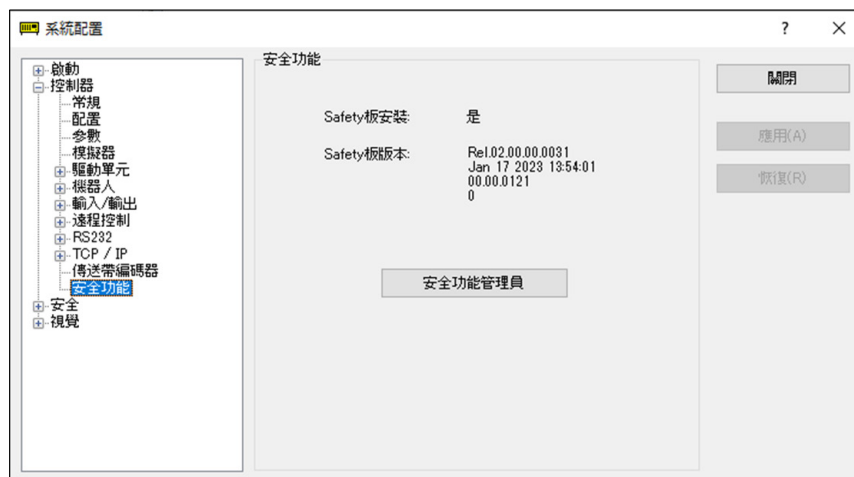 系統配置
?
啟動
控制器
常規
配置
參數
模擬器
驅動單元
機器人
輸入/輸出
遠程控制
RS232
TCP / IP
傳送帶編碼器
安全功能
安全
視覺
安全功能
Safety板安裝: 是
Safety板版本: Rel.02.00.00.0031
Jan 17 2023 13:54:01
00.00.0121
0
安全功能管理員
關閉
應用(A)
恢復(R)